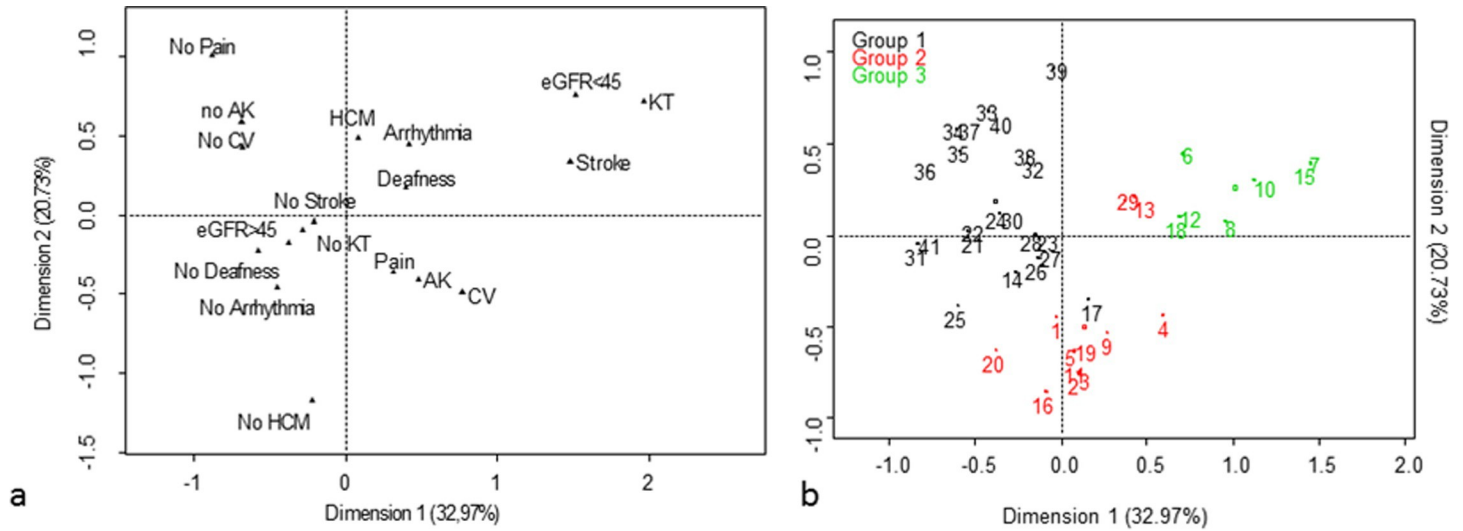 1.0
0.5
0.0
-0.5
-1.0
-1.5
Dimension 2 (20.73%)
No Pain
no AK
No CV
HCM
Arrhythmia
eGFR<45
KT
Stroke
Deafness
No Stroke
eGFR>45
No KT
No Deafness
No Arrhythmia
Pain
AK
CV
No HCM
-1
0
1
2
Dimension 1 (32,97%)
a
Group 1
Group 2
Group 3
1.0
0.5
0.0
-0.5
-1.0
39
33
40
34
37
35
38
36
32
6
7
15
10
29
13
12
18
8
24
30
22
21
28
23
27
41
31
26
14
25
17
1
4
9
5
19
20
11
3
2
16
-1.0
-0.5
0.0
0.5
1.0
1.5
2.0
Dimension 1 (32.97%)
Dimension 2 (20.73%)
b